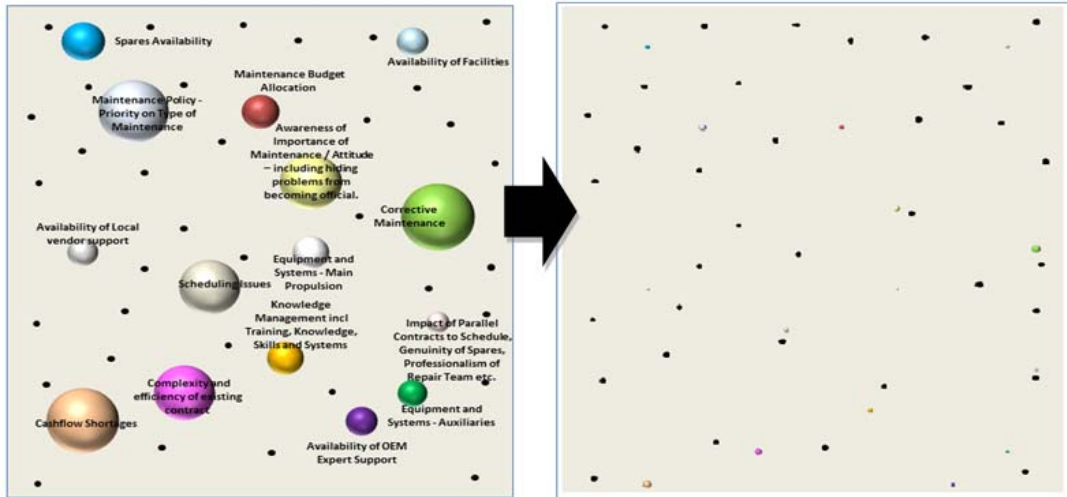 Spares Availability
Availability of Facilities
Maintenance Budget
Allocation
Maintenance Policy -
Priority on Type of
Maintenance
Awareness of
Importance of
Maintenance / Attitude
– including hiding
problems from
becoming official.
Corrective
Maintenance
Availability of Local
vendor support
Equipment and
Systems - Main
Propulsion
Scheduling Issues
Knowledge
Management incl
Training, Knowledge,
Skills and Systems
Impact of Parallel
Contracts to Schedule,
Genuinity of Spares,
Professionalism of
Repair Team etc.
Complexity and
efficiency of existing
contract
Cashflow Shortages
Equipment and
Systems - Auxiliaries
Availability of OEM
Expert Support